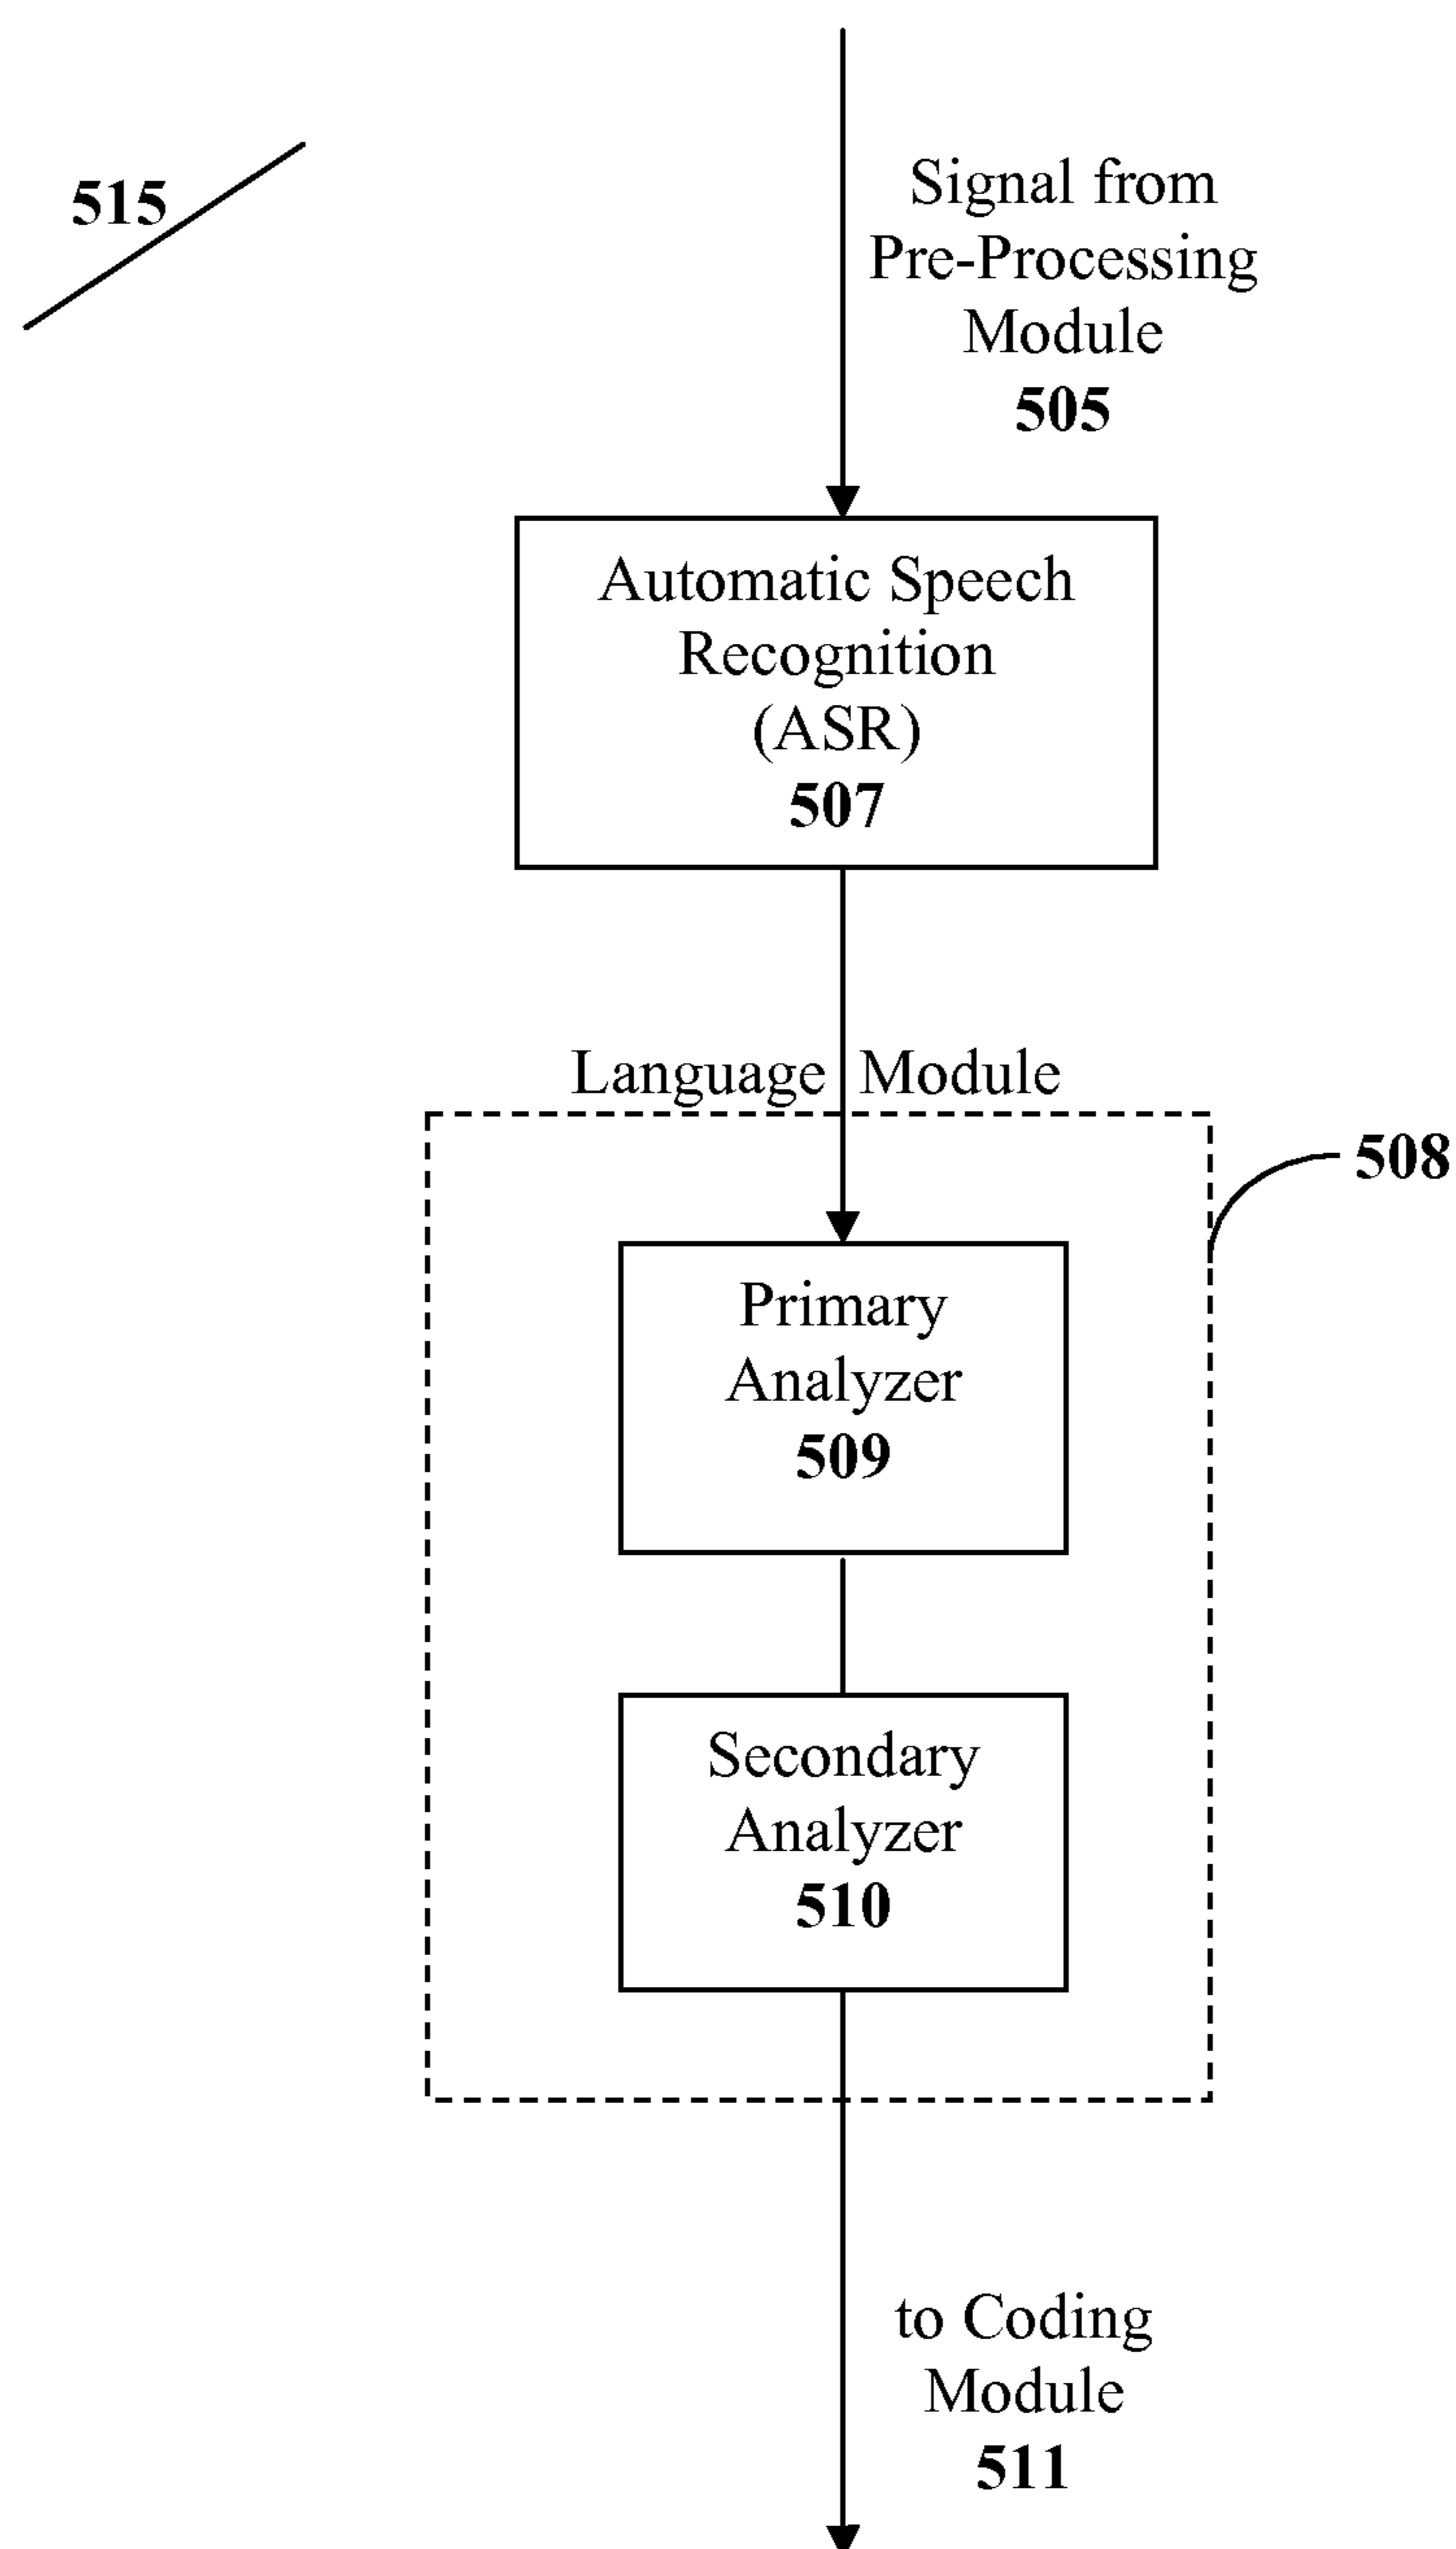 515
Signal from
Pre-Processing
Module
505
Automatic Speech
Recognition
(ASR)
507
Language Module
508
Primary
Analyzer
509
Secondary
Analyzer
510
to Coding
Module
511